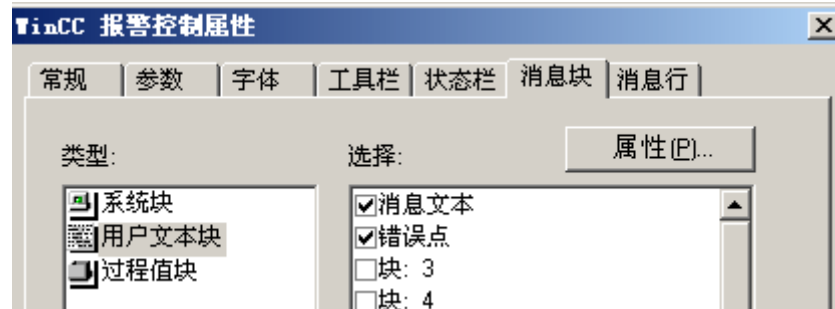 WinCC 报警控制属性
常规 参数 字体 工具栏 状态栏 消息块 消息行
类型: 选择: 属性(P)...
系统块 消息文本
用户文本块 错误点
过程值块 块: 3
块: 4